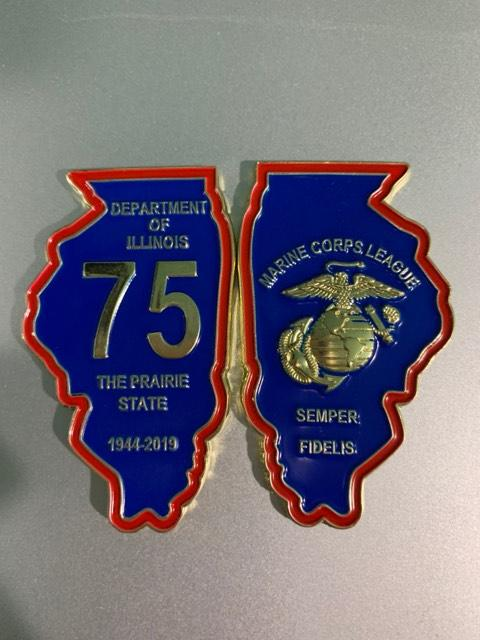 DEPARTMENT
OF
ILLINOIS
75
THE PRAIRIE
STATE
1944-2019
MARINE CORPS LEAGUE
SEMPER
FIDELIS